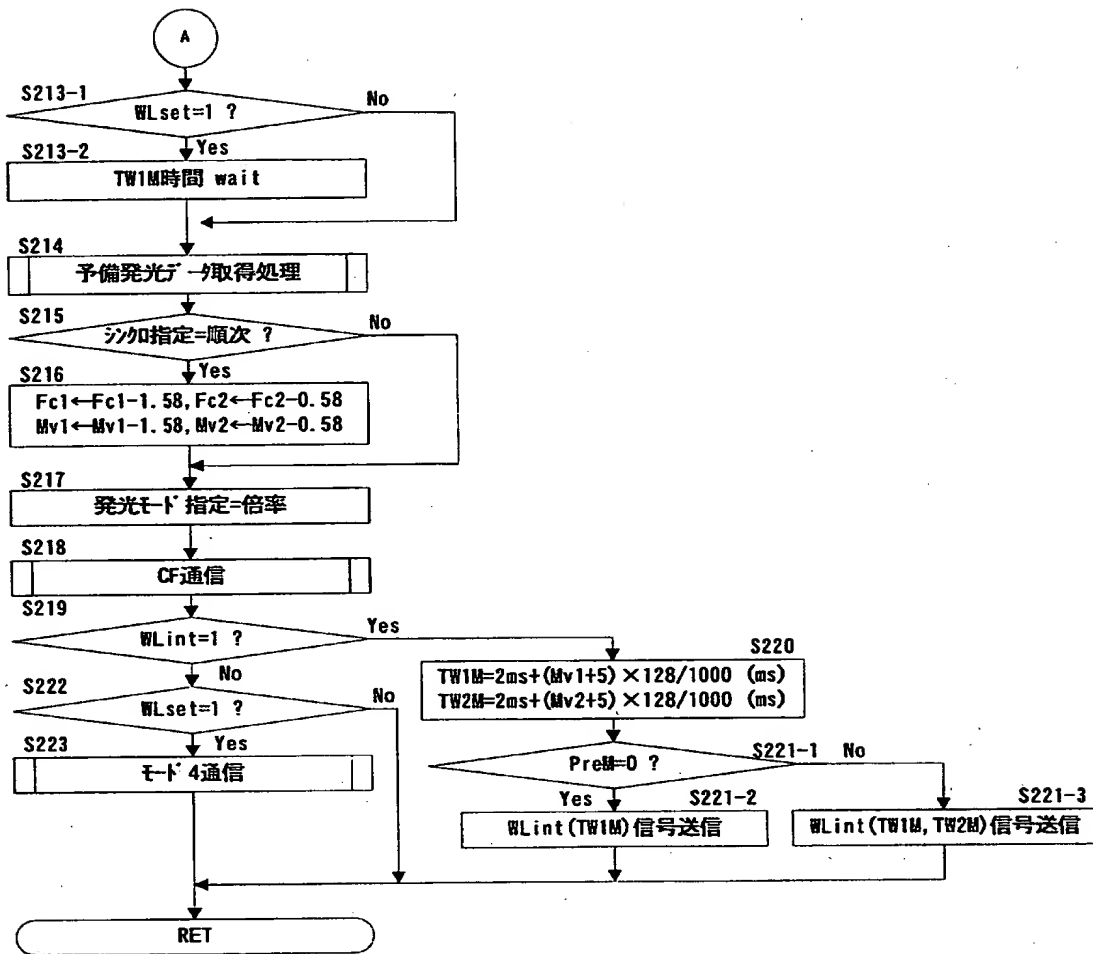 A
S213-1
WLset=1 ?
No
Yes
S213-2
TW1M時間 wait
S214
予備発光データ取得処理
S215
シンクロ指定=順次 ?
No
Yes
S216
Fc1←Fc1-1.58, Fc2←Fc2-0.58
Mv1←Mv1-1.58, Mv2←Mv2-0.58
S217
発光モード指定=倍率
S218
CF通信
S219
WLint=1 ?
Yes
No
S220
TW1M=2ms+(Mv1+5)×128/1000 (ms)
TW2M=2ms+(Mv2+5)×128/1000 (ms)
S222
WLset=1 ?
No
Yes
S221-1
PreM=0 ?
No
Yes
S223
モード4通信
S221-2
WLint(TW1M)信号送信
S221-3
WLint(TW1M, TW2M)信号送信
RET